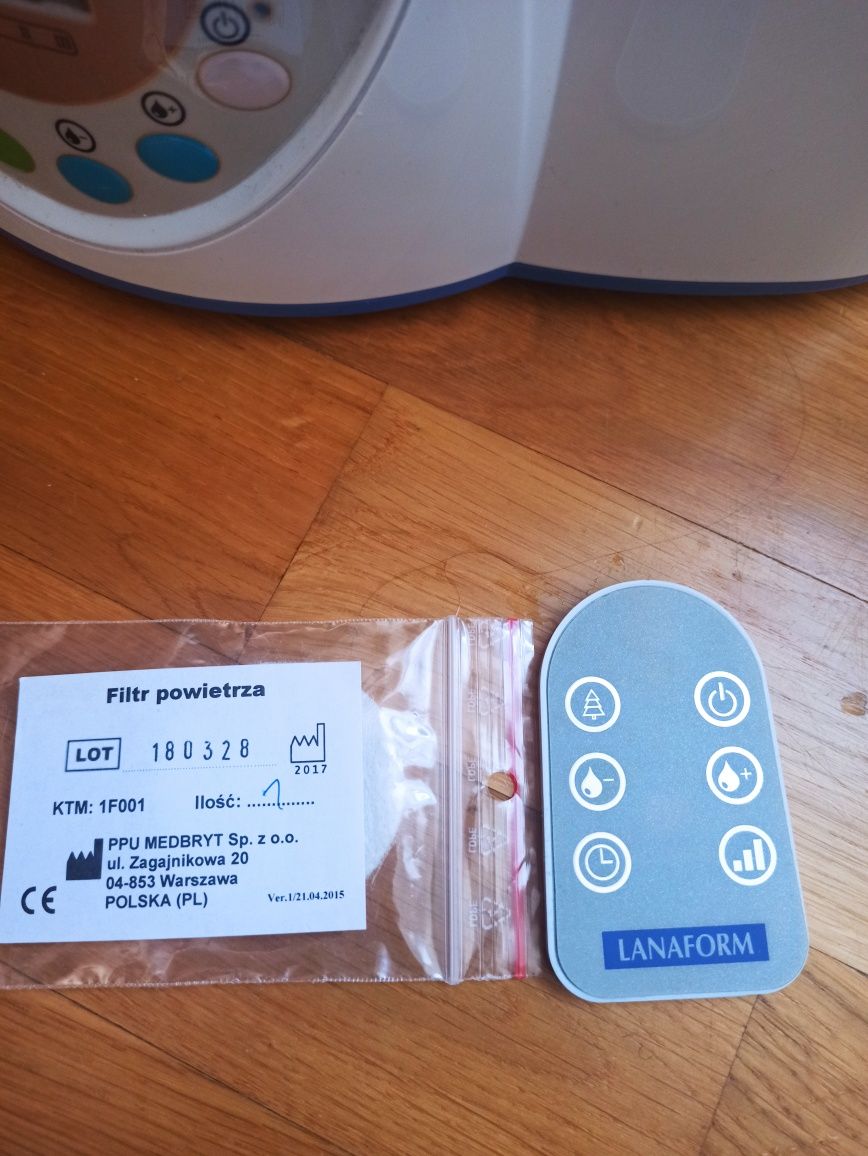 Filtr powietrza
LOT 180328
2017
KTM: 1F001 Ilość: ....1..........
PPU MEDBRYT Sp. z o.o.
ul. Zagajnikowa 20
04-853 Warszawa
POLSKA (PL)
CE
Ver.1/21.04.2015
LANAFORM